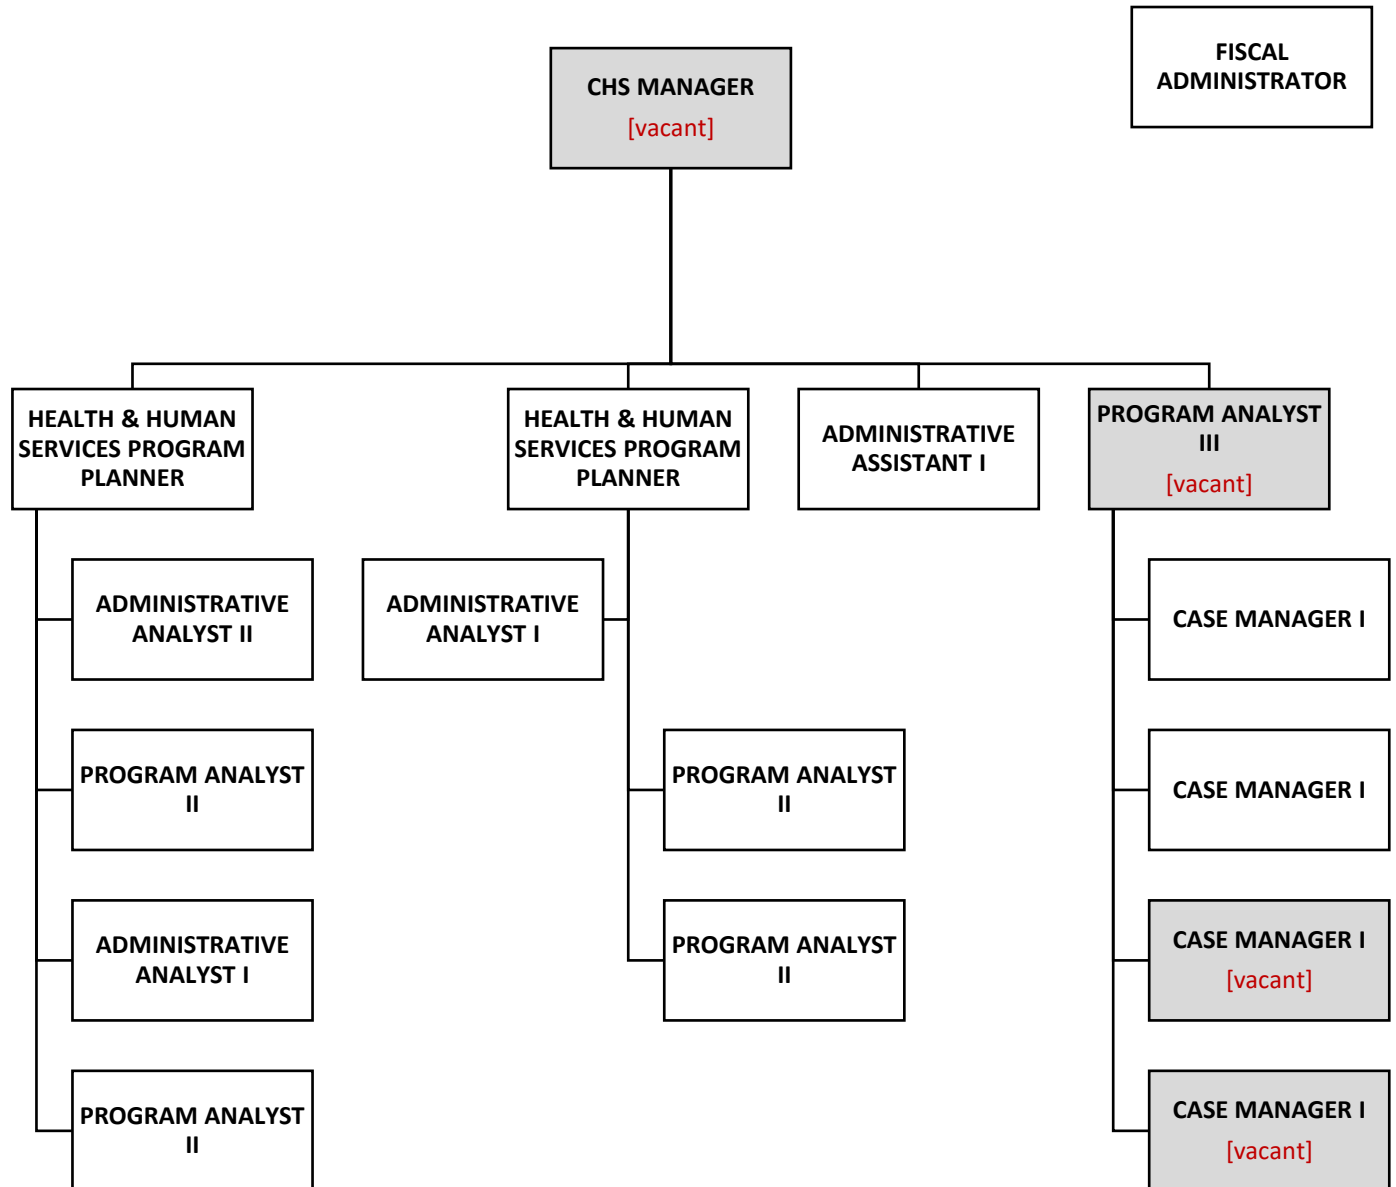 FISCAL
ADMINISTRATOR
CHS MANAGER
[vacant]
HEALTH & HUMAN
SERVICES PROGRAM
PLANNER
HEALTH & HUMAN
SERVICES PROGRAM
PLANNER
ADMINISTRATIVE
ASSISTANT I
PROGRAM ANALYST
III
[vacant]
ADMINISTRATIVE
ANALYST II
ADMINISTRATIVE
ANALYST I
CASE MANAGER I
PROGRAM ANALYST
II
PROGRAM ANALYST
II
CASE MANAGER I
ADMINISTRATIVE
ANALYST I
PROGRAM ANALYST
II
CASE MANAGER I
[vacant]
PROGRAM ANALYST
II
CASE MANAGER I
[vacant]